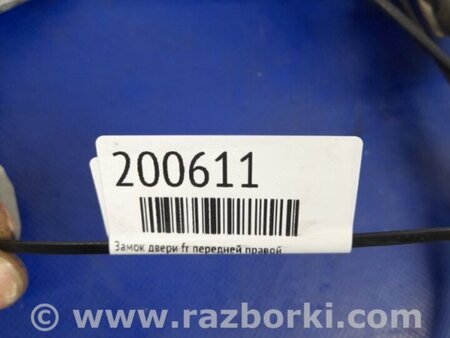 200611
Замок двери fr передней правой
© www.razborki.com